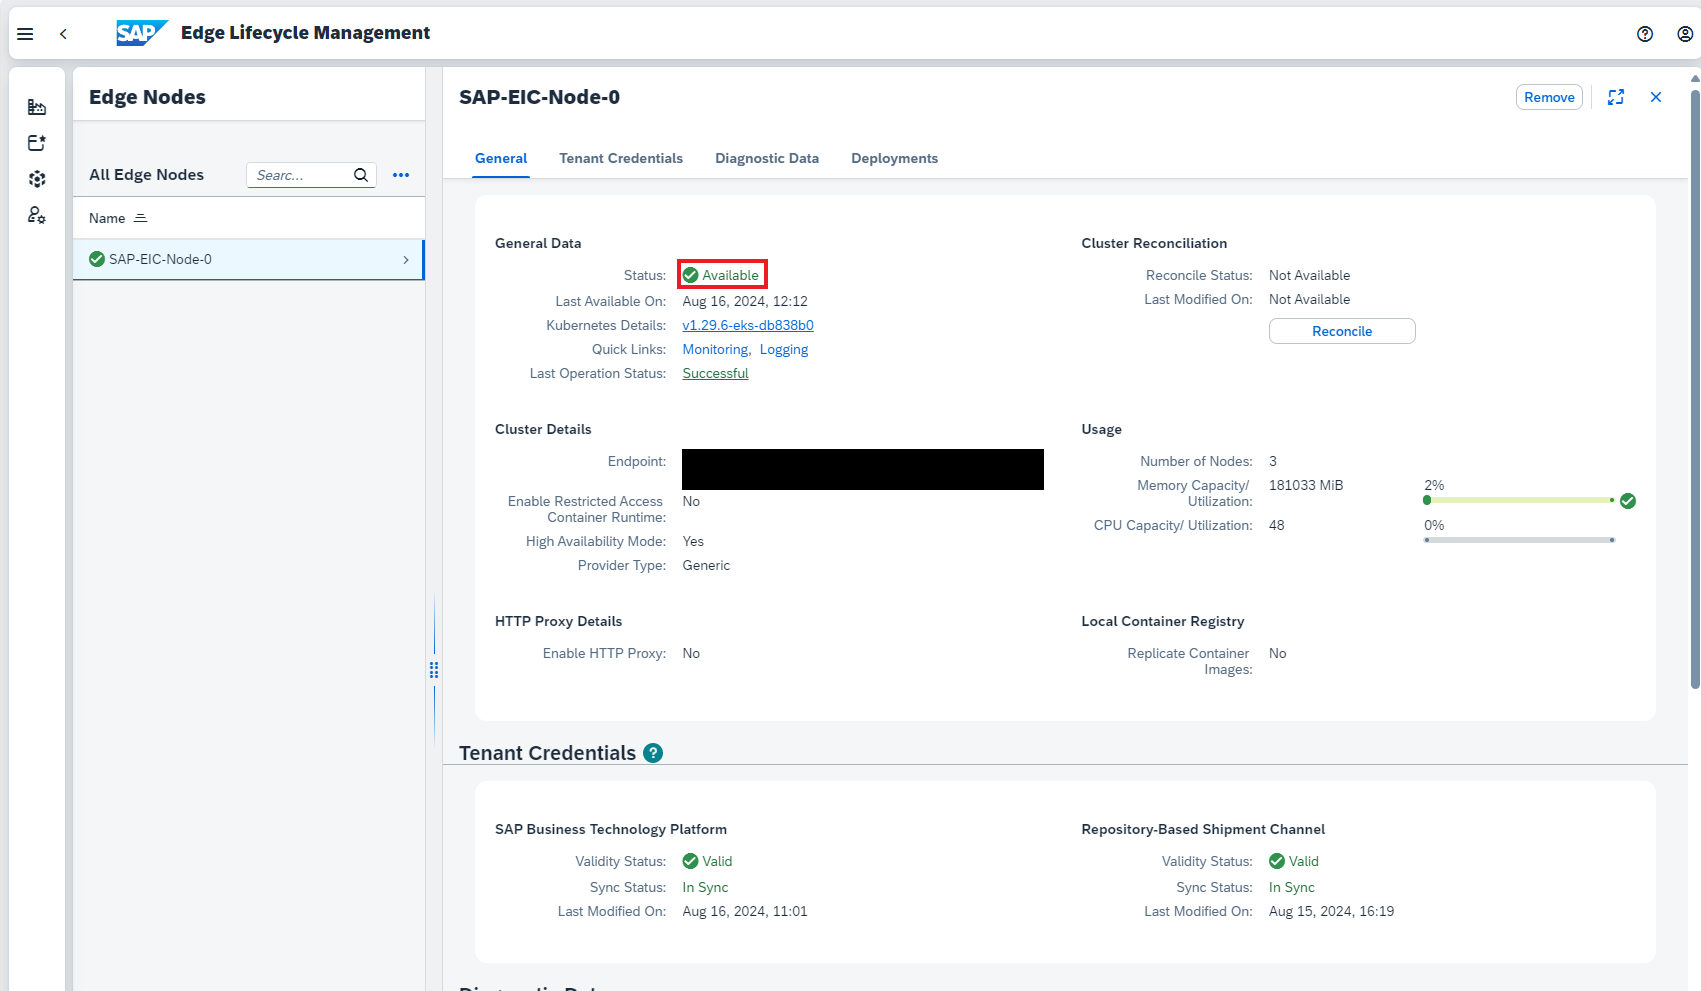 SAP Edge Lifecycle Management
Edge Nodes
All Edge Nodes
Searc...
Name
SAP-EIC-Node-0
SAP-EIC-Node-0
Remove
General Tenant Credentials Diagnostic Data Deployments
General Data
Status: Available
Last Available On: Aug 16, 2024, 12:12
Kubernetes Details: v1.29.6-eks-db838b0
Quick Links: Monitoring, Logging
Last Operation Status: Successful
Cluster Reconciliation
Reconcile Status: Not Available
Last Modified On: Not Available
Reconcile
Cluster Details
Endpoint:
Enable Restricted Access
Container Runtime: No
High Availability Mode: Yes
Provider Type: Generic
Usage
Number of Nodes: 3
Memory Capacity/
Utilization: 181033 MiB 2%
CPU Capacity/ Utilization: 48 0%
HTTP Proxy Details
Enable HTTP Proxy: No
Local Container Registry
Replicate Container
Images: No
Tenant Credentials ?
SAP Business Technology Platform
Validity Status: Valid
Sync Status: In Sync
Last Modified On: Aug 16, 2024, 11:01
Repository-Based Shipment Channel
Validity Status: Valid
Sync Status: In Sync
Last Modified On: Aug 15, 2024, 16:19